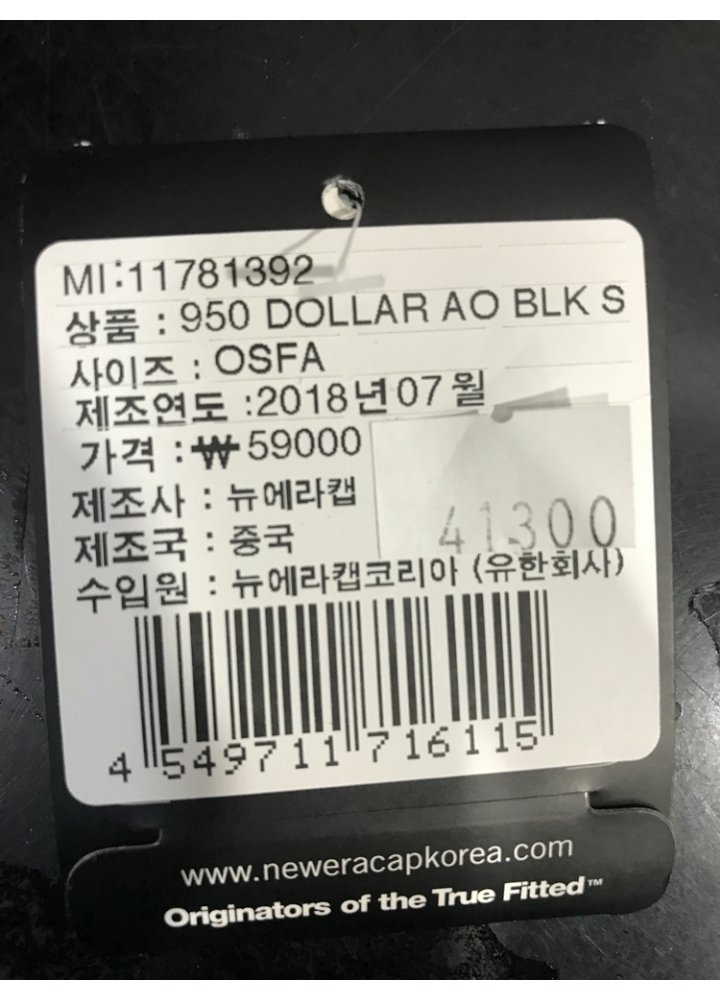 MI:11781392
상품 : 950 DOLLAR AO BLK S
사이즈 : OSFA
제조연도 :2018년07월
가격 : ₩59000
41300
제조사 : 뉴에라캡
제조국 : 중국
수입원 : 뉴에라캡코리아 (유한회사)
4 549711 716115
www.neweracapkorea.com
Originators of the True Fitted™